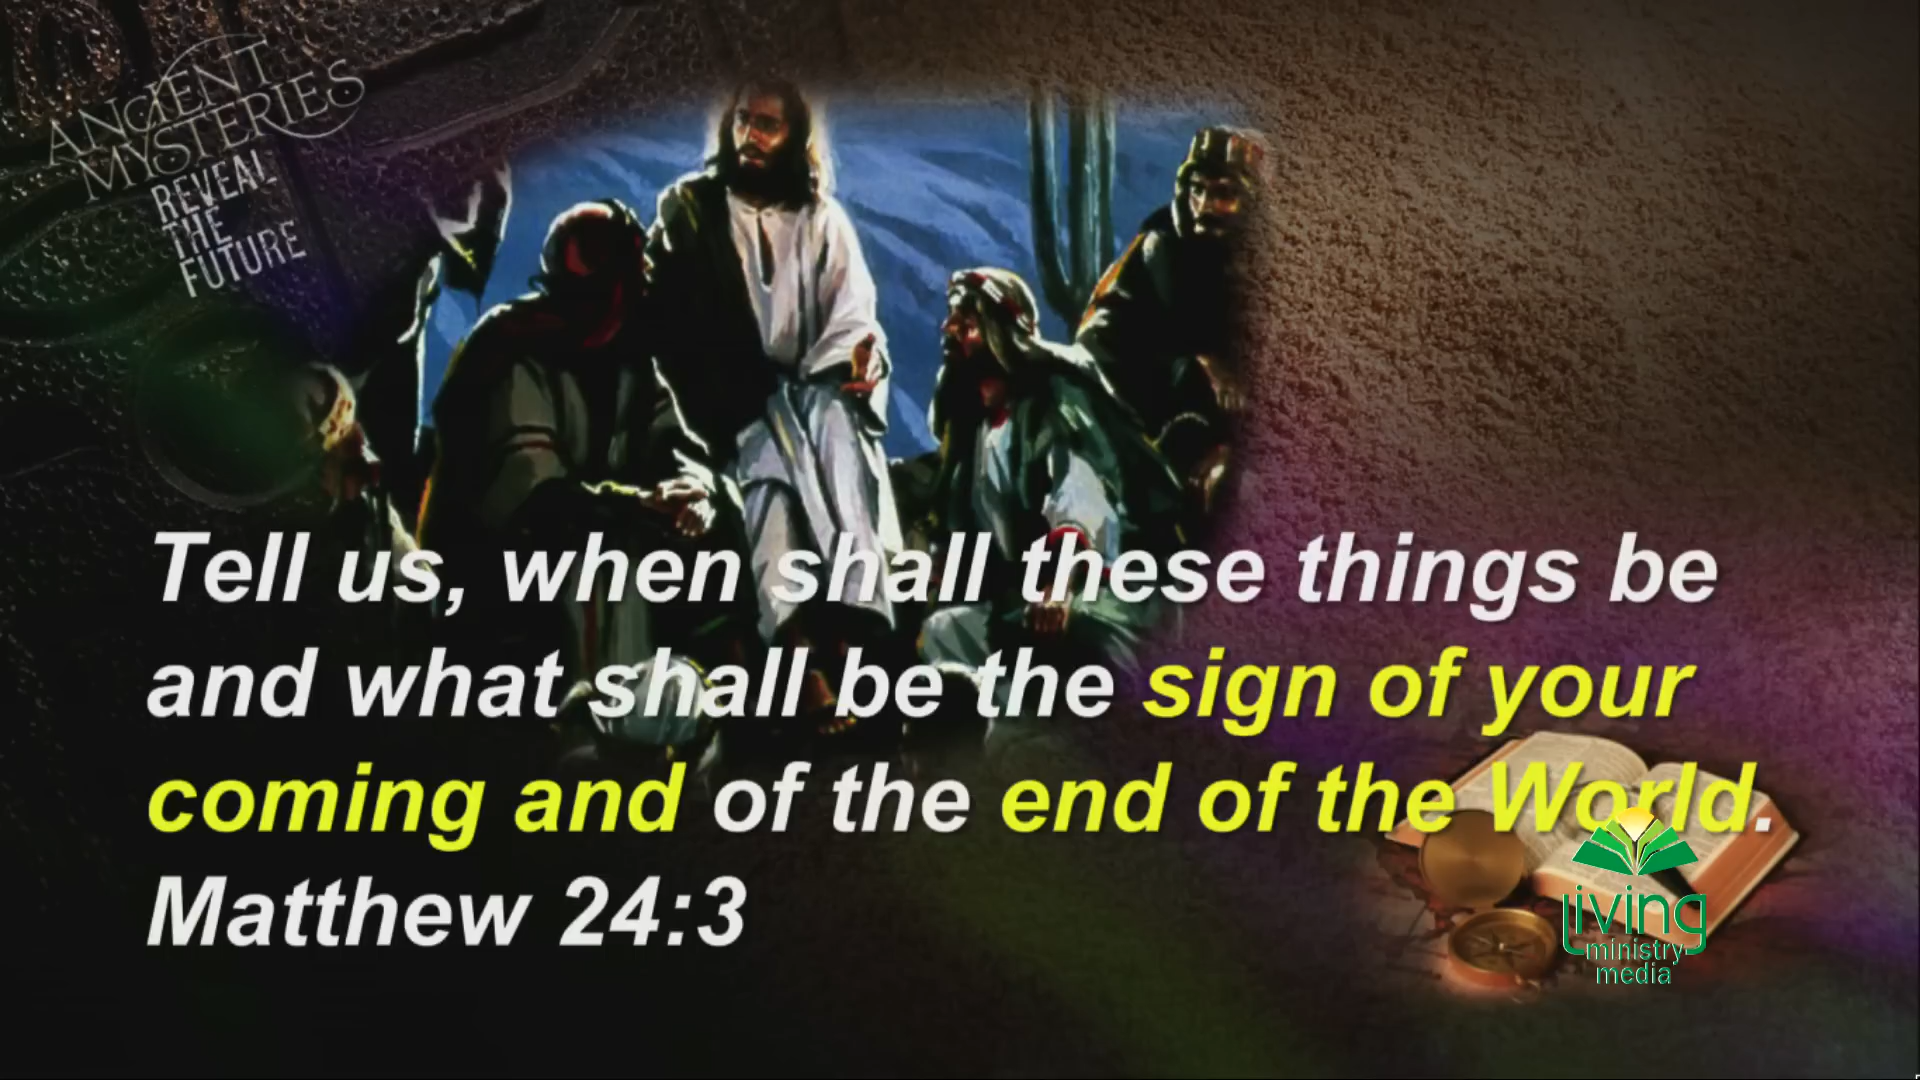 ANCIENT
MYSTERIES
REVEAL
THE
FUTURE
Tell us, when shall these things be
and what shall be the sign of your
coming and of the end of the World.
Matthew 24:3
Living
ministry
media